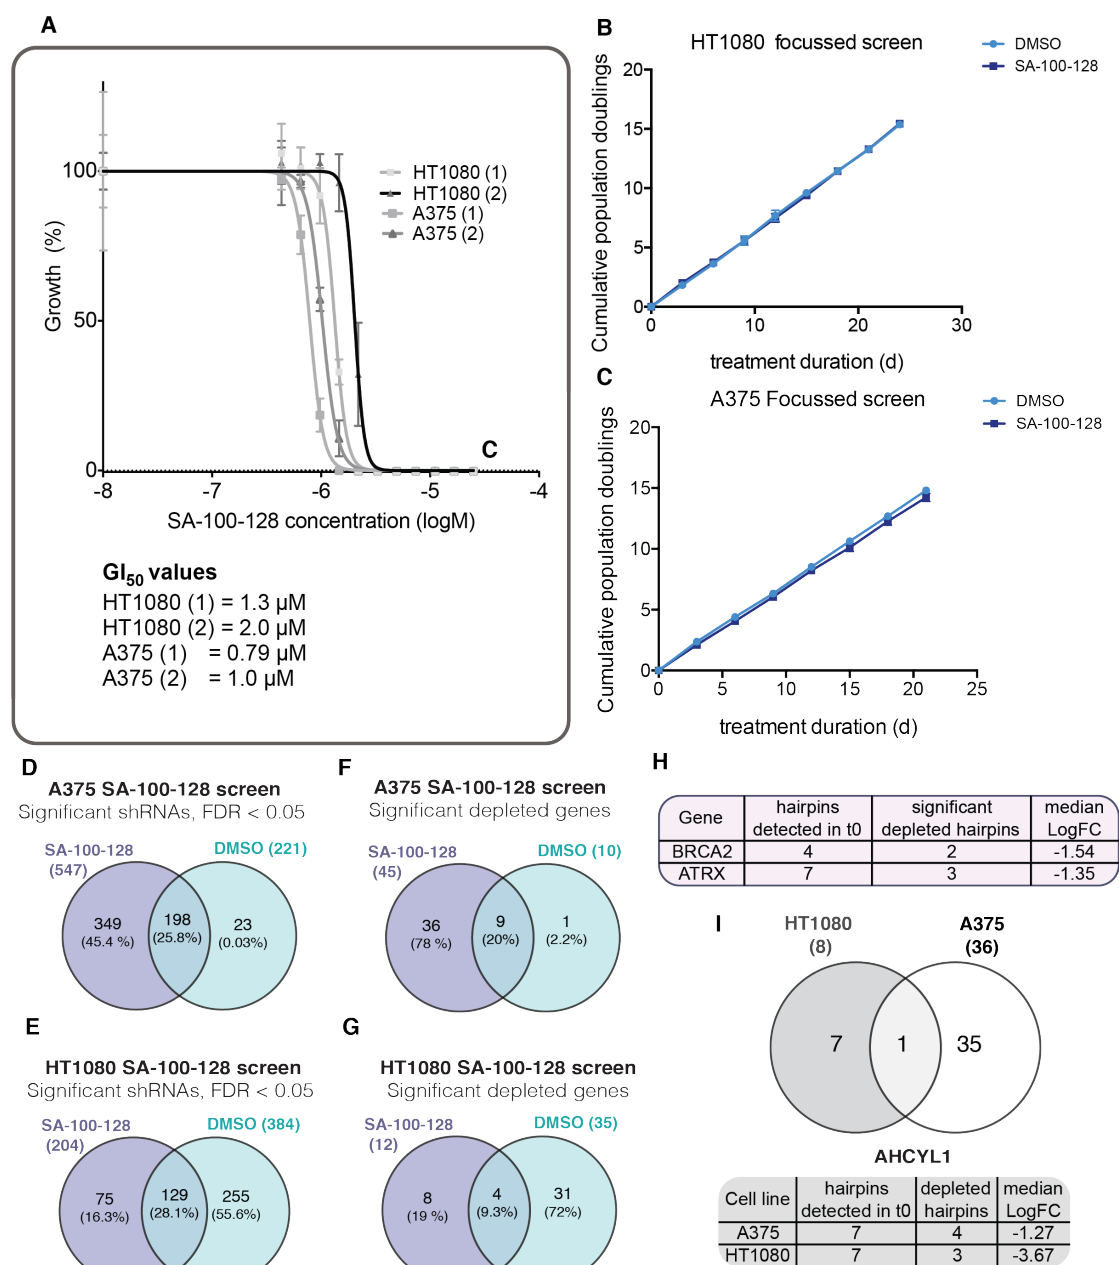 A
100
50
0
Growth (%)
-8
-7
-6
-5
-4
SA-100-128 concentration (logM)
HT1080 (1)
HT1080 (2)
A375 (1)
A375 (2)
C
GI50 values
HT1080 (1) = 1.3 µM
HT1080 (2) = 2.0 µM
A375 (1) = 0.79 µM
A375 (2) = 1.0 µM
B
HT1080 focussed screen
DMSO
SA-100-128
Cumulative population doublings
20
15
10
5
0
0
10
20
30
treatment duration (d)
C
A375 Focussed screen
DMSO
SA-100-128
Cumulative population doublings
20
15
10
5
0
0
5
10
15
20
25
treatment duration (d)
D
A375 SA-100-128 screen
Significant shRNAs, FDR < 0.05
SA-100-128
(547)
DMSO (221)
349
(45.4 %)
198
(25.8%)
23
(0.03%)
E
HT1080 SA-100-128 screen
Significant shRNAs, FDR < 0.05
SA-100-128
(204)
DMSO (384)
75
(16.3%)
129
(28.1%)
255
(55.6%)
F
A375 SA-100-128 screen
Significant depleted genes
SA-100-128
(45)
DMSO (10)
36
(78 %)
9
(20%)
1
(2.2%)
G
HT1080 SA-100-128 screen
Significant depleted genes
SA-100-128
(12)
DMSO (35)
8
(19 %)
4
(9.3%)
31
(72%)
H
Gene
hairpins
detected in t0
significant
depleted hairpins
median
LogFC
BRCA2 4 2 -1.54
ATRX 7 3 -1.35
I
HT1080
(8)
A375
(36)
7
1
35
AHCYL1
Cell line
hairpins
detected in t0
depleted
hairpins
median
LogFC
A375 7 4 -1.27
HT1080 7 3 -3.67